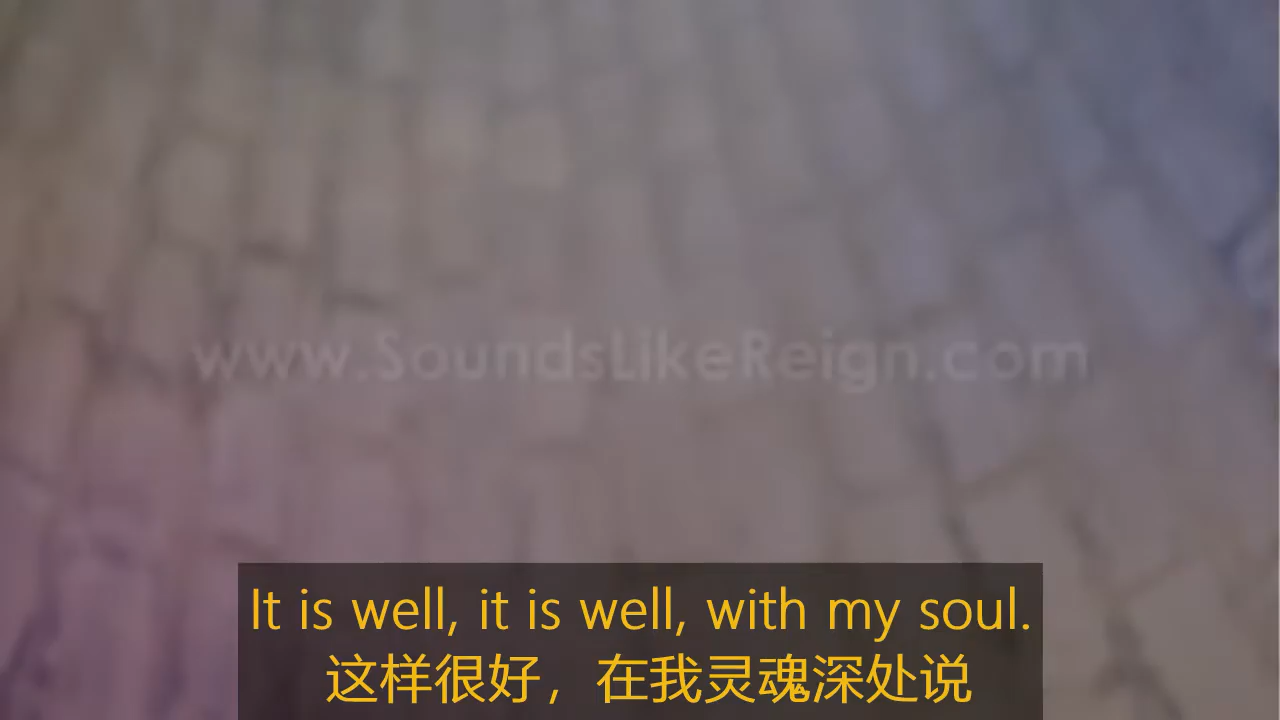 www.SoundsLikeReign.com
It is well, it is well, with my soul.
这样很好，在我灵魂深处说